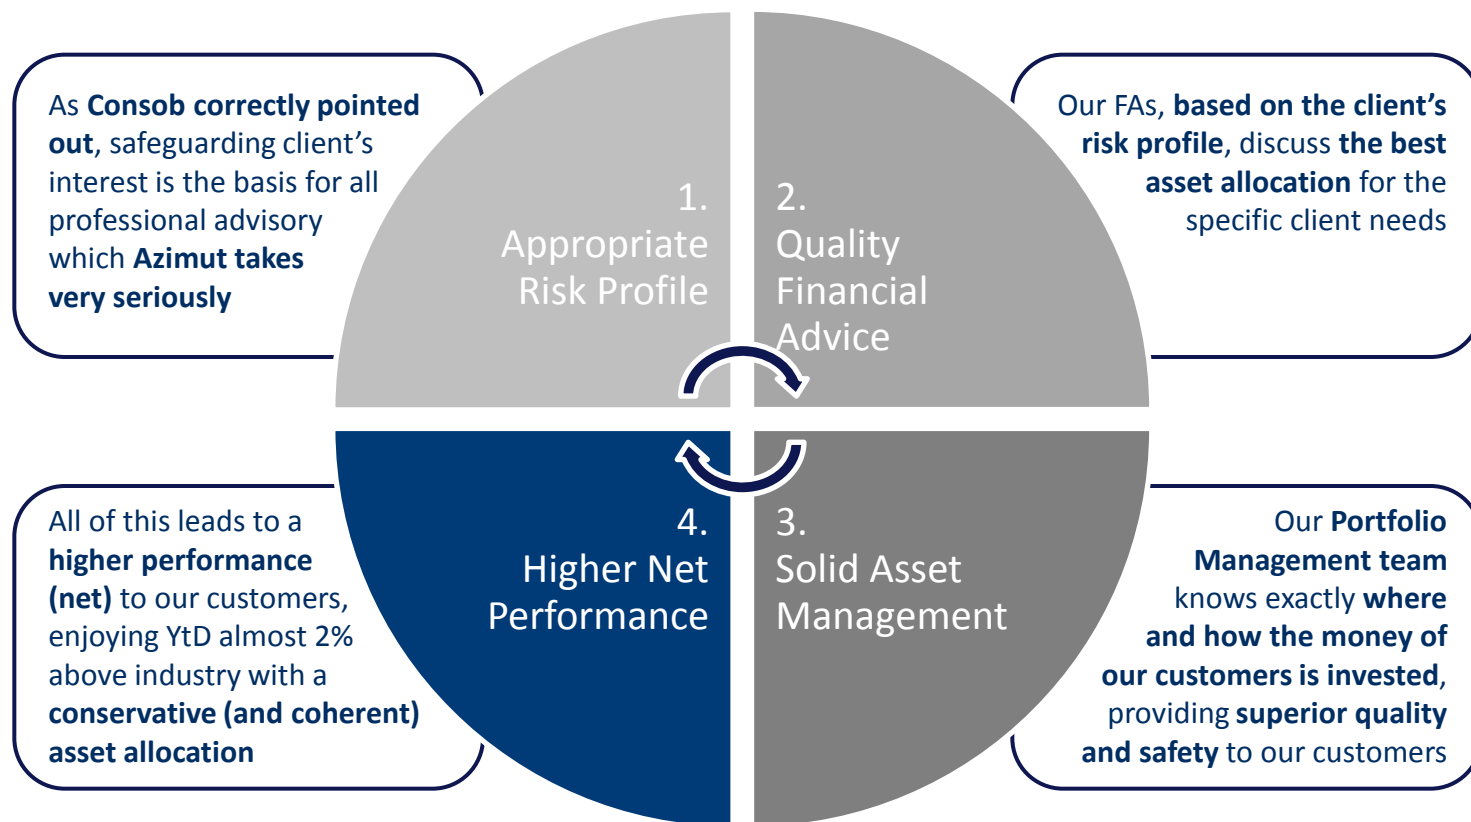 As Consob correctly pointed
out, safeguarding client’s
interest is the basis for all
professional advisory
which Azimut takes
very seriously
1.
Appropriate
Risk Profile
2.
Quality
Financial
Advice
Our FAs, based on the client’s
risk profile, discuss the best
asset allocation for the
specific client needs
All of this leads to a
higher performance
(net) to our customers,
enjoying YtD almost 2%
above industry with a
conservative (and coherent)
asset allocation
4.
Higher Net
Performance
3.
Solid Asset
Management
Our Portfolio
Management team
knows exactly where
and how the money of
our customers is invested,
providing superior quality
and safety to our customers